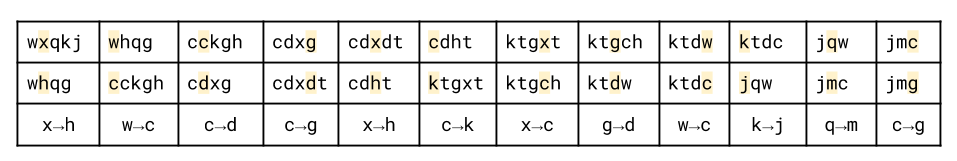 wxqkj whqg cckgh cdxg cdxdt cdht ktgxt ktgch ktdw ktdc jqw jmc
whqg cckgh cdxg cdxdt cdht ktgxt ktgch ktdw ktdc jqw jmc jmg
x→h w→c c→d c→g x→h c→k x→c g→d w→c k→j q→m c→g